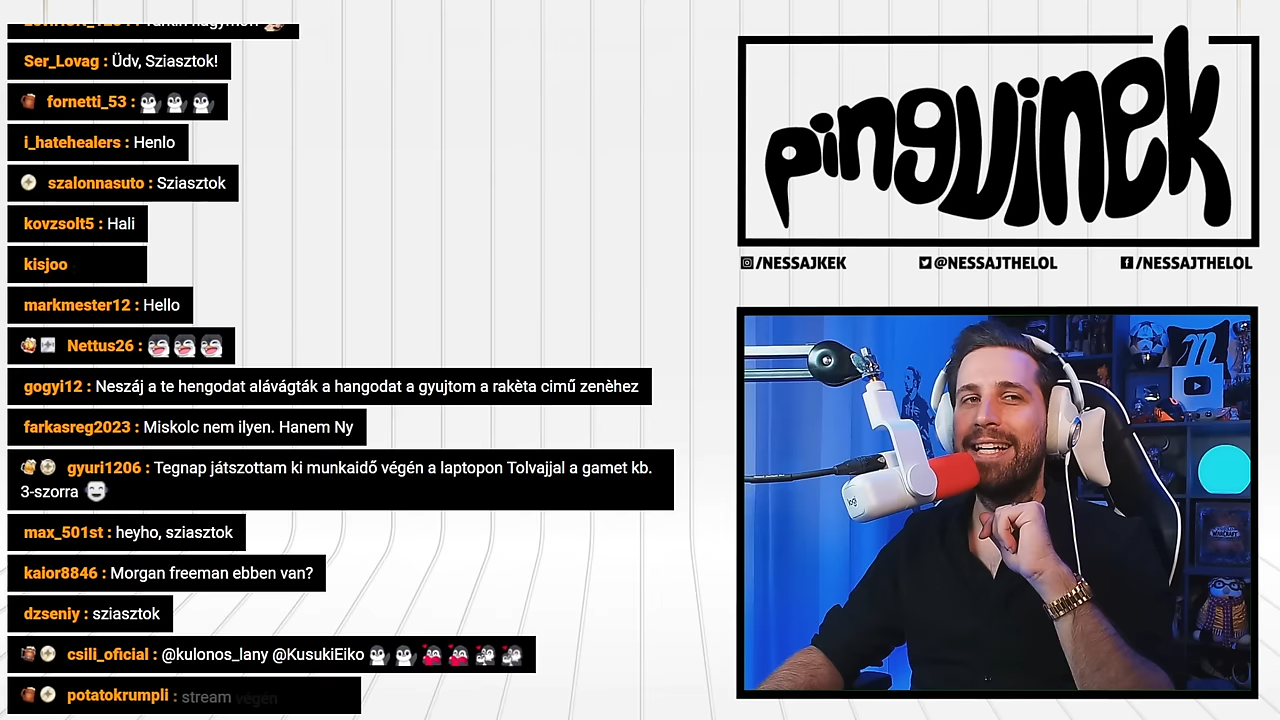 Ser_Lovag : Üdv, Sziasztok!
fornetti_53 :
i_hatehealers : Henlo
szalonnasuto : Sziasztok
kovzsolt5 : Hali
kisjoo
markmester12 : Hello
Nettus26 :
gogyi12 : Neszáj a te hengodat alávágták a hangodat a gyujtom a rakèta cimű zenèhez
farkasreg2023 : Miskolc nem ilyen. Hanem Ny
gyuri1206 : Tegnap játszottam ki munkaidő végén a laptopon Tolvajjal a gamet kb.
3-szorra
max_501st : heyho, sziasztok
kaior8846 : Morgan freeman ebben van?
dzseniy : sziasztok
csili_oficial : @kulonos_lany @KusukiEiko
potatokrumpli : stream végén
pingvinek
/NESSAJKEK @NESSAJTHELOL /NESSAJTHELOL
logi